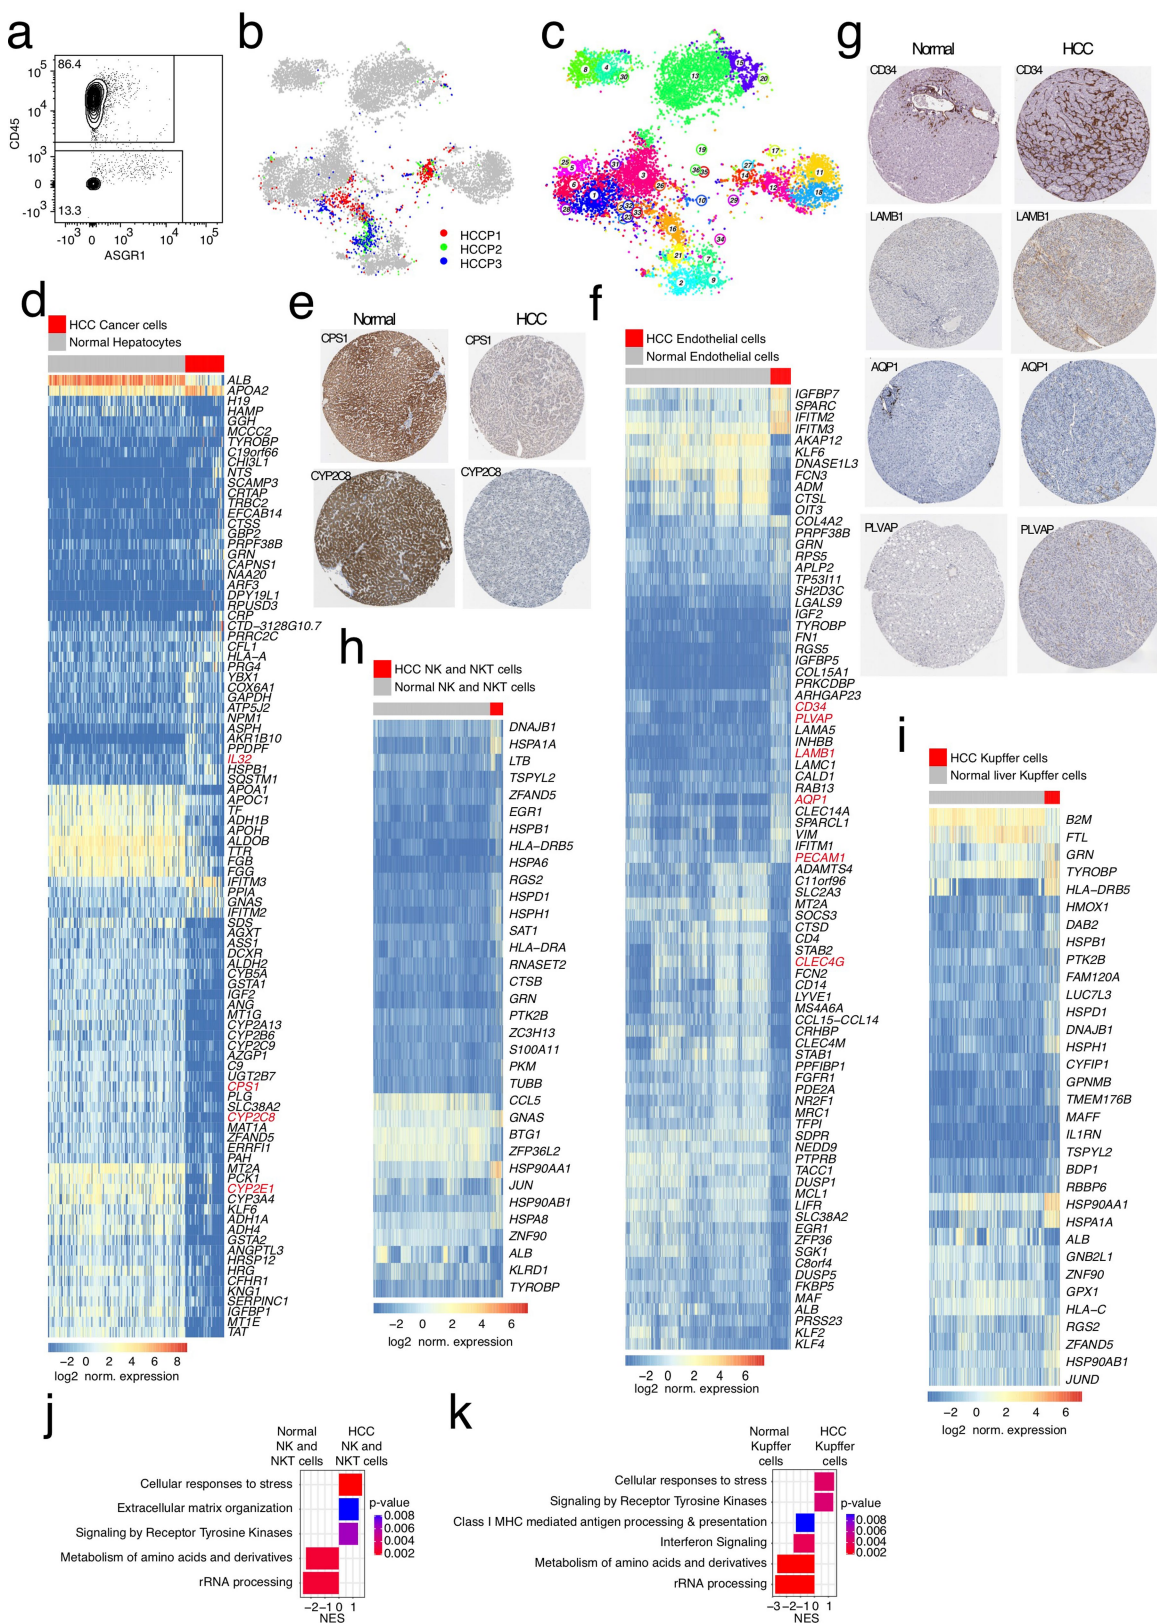 a
86.4
10 5
10 4
10 3
0
-10 3
13.3
CD45
-10 3 0 10 3 10 4 10 5
ASGR1
b
HCCP1
HCCP2
HCCP3
c
g
Normal HCC
CD34 CD34
LAMB1 LAMB1
AQP1 AQP1
PLVAP PLVAP
d
HCC Cancer cells
Normal Hepatocytes
ALB
APOA2
H19
HAMP
GGH
MCCC2
TYROBP
C19orf66
CHI3L1
NTS
SCAMP3
CRTAP
TRBC2
EFCAB14
CTSS
GBP2
PRPF38B
GRN
CAPNS1
NAA20
ARF3
DPY19L1
RPUSD3
CRP
CTD-3128G10.7
PRRC2C
CFL1
HLA-A
PRG4
YBX1
COX6A1
GAPDH
ATP5J2
NPM1
ASPH
AKR1B10
PPDPF
IL32
HSPB1
SQSTM1
APOA1
APOC1
TF
ADH1B
APOH
ALDOB
TTR
FGB
FGG
IFITM3
PPIA
GNAS
IFITM2
SDS
AGXT
ASS1
DCXR
ALDH2
CYB5A
GSTA1
IGF2
ANG
MT1G
CYP2A13
CYP2B6
CYP2C9
AZGP1
C9
UGT2B7
CPS1
PLG
SLC38A2
CYP2C8
MAT1A
ZFAND5
ERRFI1
PAH
MT2A
PCK1
CYP2E1
CYP3A4
KLF6
ADH1A
ADH4
GSTA2
ANGPTL3
HRSP12
HRG
CFHR1
KNG1
SERPINC1
IGFBP1
MT1E
TAT
−2 0 2 4 6 8
log2 norm. expression
e
Normal HCC
CPS1 CPS1
CYP2C8 CYP2C8
f
HCC Endothelial cells
Normal Endothelial cells
IGFBP7
SPARC
IFITM2
IFITM3
AKAP12
KLF6
DNASE1L3
FCN3
ADM
CTSL
OIT3
COL4A2
PRPF38B
GRN
RPS5
APLP2
TP53I11
SH2D3C
LGALS9
IGF2
TYROBP
FN1
RGS5
IGFBP5
COL15A1
PRKCDBP
ARHGAP23
CD34
PLVAP
LAMA5
INHBB
LAMB1
LAMC1
CALD1
RAB13
AQP1
CLEC14A
SPARCL1
VIM
IFITM1
PECAM1
ADAMTS4
C11orf96
SLC2A3
MT2A
SOCS3
CTSD
CD4
STAB2
CLEC4G
FCN2
CD14
LYVE1
MS4A6A
CCL15−CCL14
CRHBP
CLEC4M
STAB1
PPFIBP1
FGFR1
PDE2A
NR2F1
MRC1
TFPI
SDPR
NEDD9
PTPRB
TACC1
DUSP1
MCL1
LIFR
SLC38A2
EGR1
ZFP36
SGK1
C8orf4
DUSP5
FKBP5
MAF
ALB
PRSS23
KLF2
KLF4
−2 0 2 4 6
log2 norm. expression
h
HCC NK and NKT cells
Normal NK and NKT cells
DNAJB1
HSPA1A
LTB
TSPYL2
ZFAND5
EGR1
HSPB1
HLA-DRB5
HSPA6
RGS2
HSPD1
HSPH1
SAT1
HLA-DRA
RNASET2
CTSB
GRN
PTK2B
ZC3H13
S100A11
PKM
TUBB
CCL5
GNAS
BTG1
ZFP36L2
HSP90AA1
JUN
HSP90AB1
HSPA8
ZNF90
ALB
KLRD1
TYROBP
−2 0 2 4 6
log2 norm. expression
i
HCC Kupffer cells
Normal liver Kupffer cells
B2M
FTL
GRN
TYROBP
HLA-DRB5
HMOX1
DAB2
HSPB1
PTK2B
FAM120A
LUC7L3
HSPD1
DNAJB1
HSPH1
CYFIP1
GPNMB
TMEM176B
MAFF
IL1RN
TSPYL2
BDP1
RBBP6
HSP90AA1
HSPA1A
ALB
GNB2L1
ZNF90
GPX1
HLA-C
RGS2
ZFAND5
HSP90AB1
JUND
−2 0 2 4 6
log2 norm. expression
j
Normal HCC
NK and NK and
NKT cells NKT cells
Cellular responses to stress
Extracellular matrix organization
Signaling by Receptor Tyrosine Kinases
Metabolism of amino acids and derivatives
rRNA processing
−2−1 0 1
NES
p-value
0.008
0.006
0.004
0.002
k
Normal HCC
Kupffer Kupffer
cells cells
Cellular responses to stress
Signaling by Receptor Tyrosine Kinases
Class I MHC mediated antigen processing & presentation
Interferon Signaling
Metabolism of amino acids and derivatives
rRNA processing
−3−2−1 0 1
NES
p-value
0.008
0.006
0.004
0.002